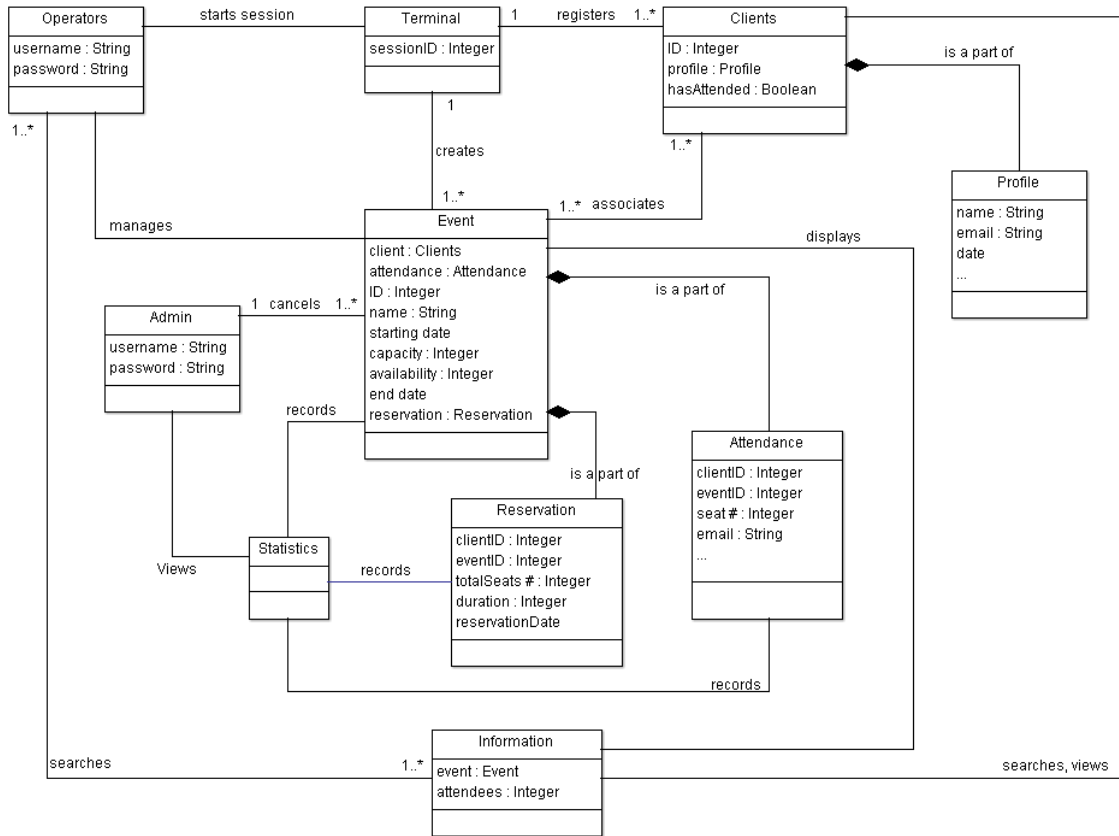 Operators
username : String
password : String
starts session
Terminal
sessionID : Integer
1
registers
1..*
Clients
ID : Integer
profile : Profile
hasAttended : Boolean
is a part of
1..*
1
1..*
creates
Profile
name : String
email : String
date
...
1..*
1..*
associates
manages
Event
client : Clients
attendance : Attendance
ID : Integer
name : String
starting date
capacity : Integer
availability : Integer
end date
reservation : Reservation
displays
is a part of
1
cancels
1..*
Admin
username : String
password : String
records
Attendance
clientID : Integer
eventID : Integer
seat # : Integer
email : String
...
is a part of
Reservation
clientID : Integer
eventID : Integer
totalSeats # : Integer
duration : Integer
reservationDate
Statistics
Views
records
records
Information
event : Event
attendees : Integer
searches
1..*
searches, views